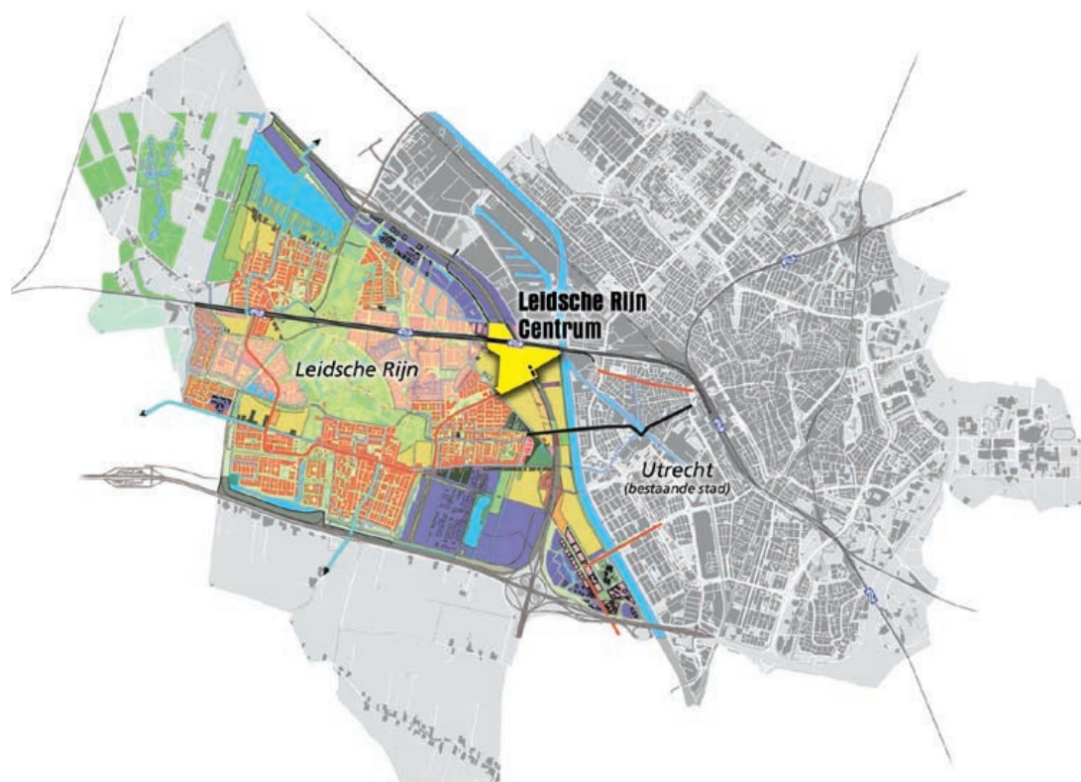 Leidsche Rijn
Centrum
Leidsche Rijn
Utrecht
(bestaande stad)